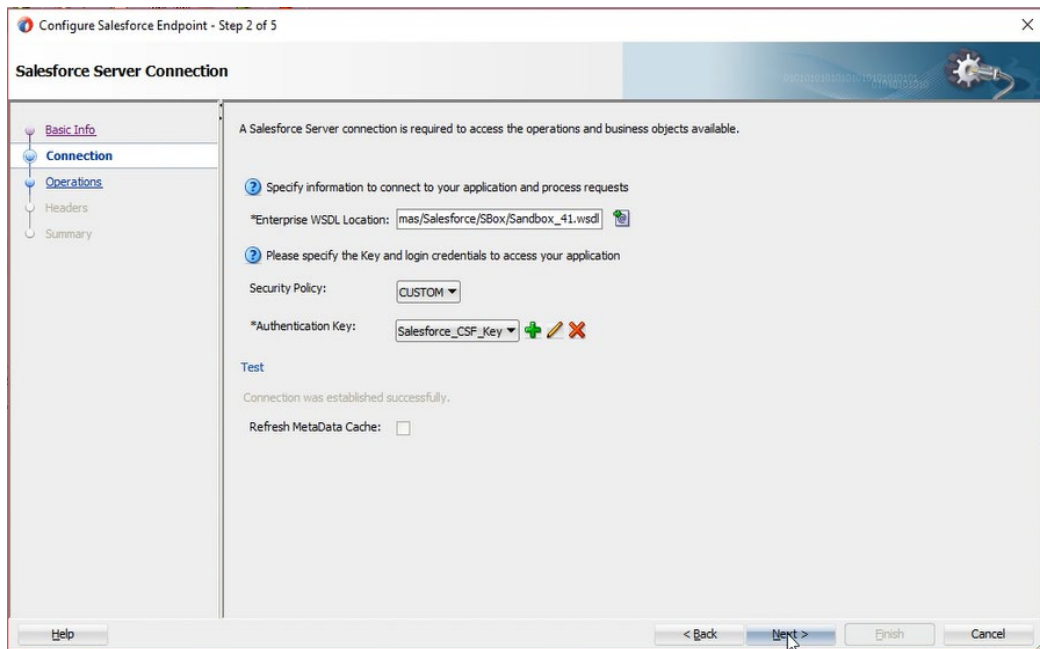 Configure Salesforce Endpoint - Step 2 of 5
Salesforce Server Connection
Basic Info
Connection
Operations
Headers
Summary
A Salesforce Server connection is required to access the operations and business objects available.
Specify information to connect to your application and process requests
*Enterprise WSDL Location: mas/Salesforce/SBox/Sandbox_41.wsdl
Please specify the Key and login credentials to access your application
Security Policy: CUSTOM
*Authentication Key: Salesforce_CSF_Key
Test
Connection was established successfully.
Refresh MetaData Cache:
Help < Back Next > Finish Cancel